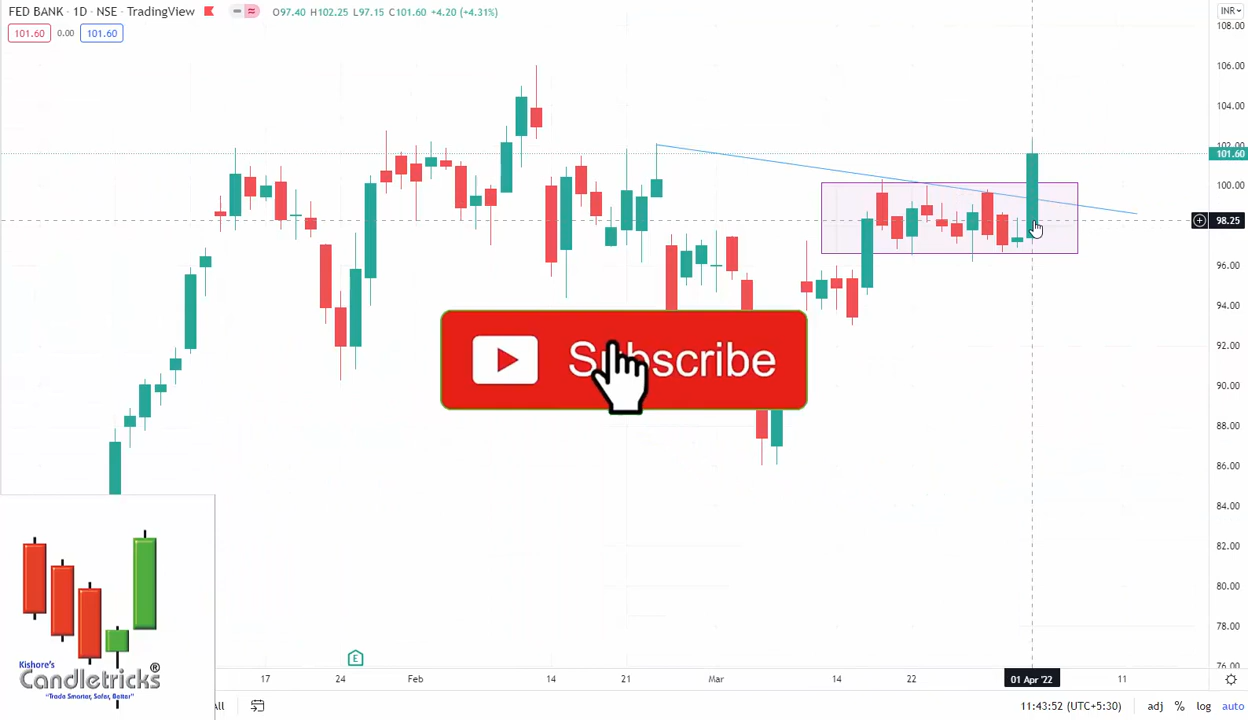 FED BANK · 1D · NSE · TradingView O97.40 H102.25 L97.15 C101.60 +4.20 (+4.31%) INR
101.60 0.00 101.60
108.00
106.00
104.00
102.00
101.60
100.00
98.25
96.00
94.00
92.00
90.00
88.00
86.00
84.00
82.00
80.00
78.00
76.00
Subscribe
Kishore's
Candletricks®
"Trade Smarter, Safer, Better"
E
17 24 Feb 14 21 Mar 14 22 01 Apr '22 11
All 11:43:52 (UTC+5:30) adj % log auto